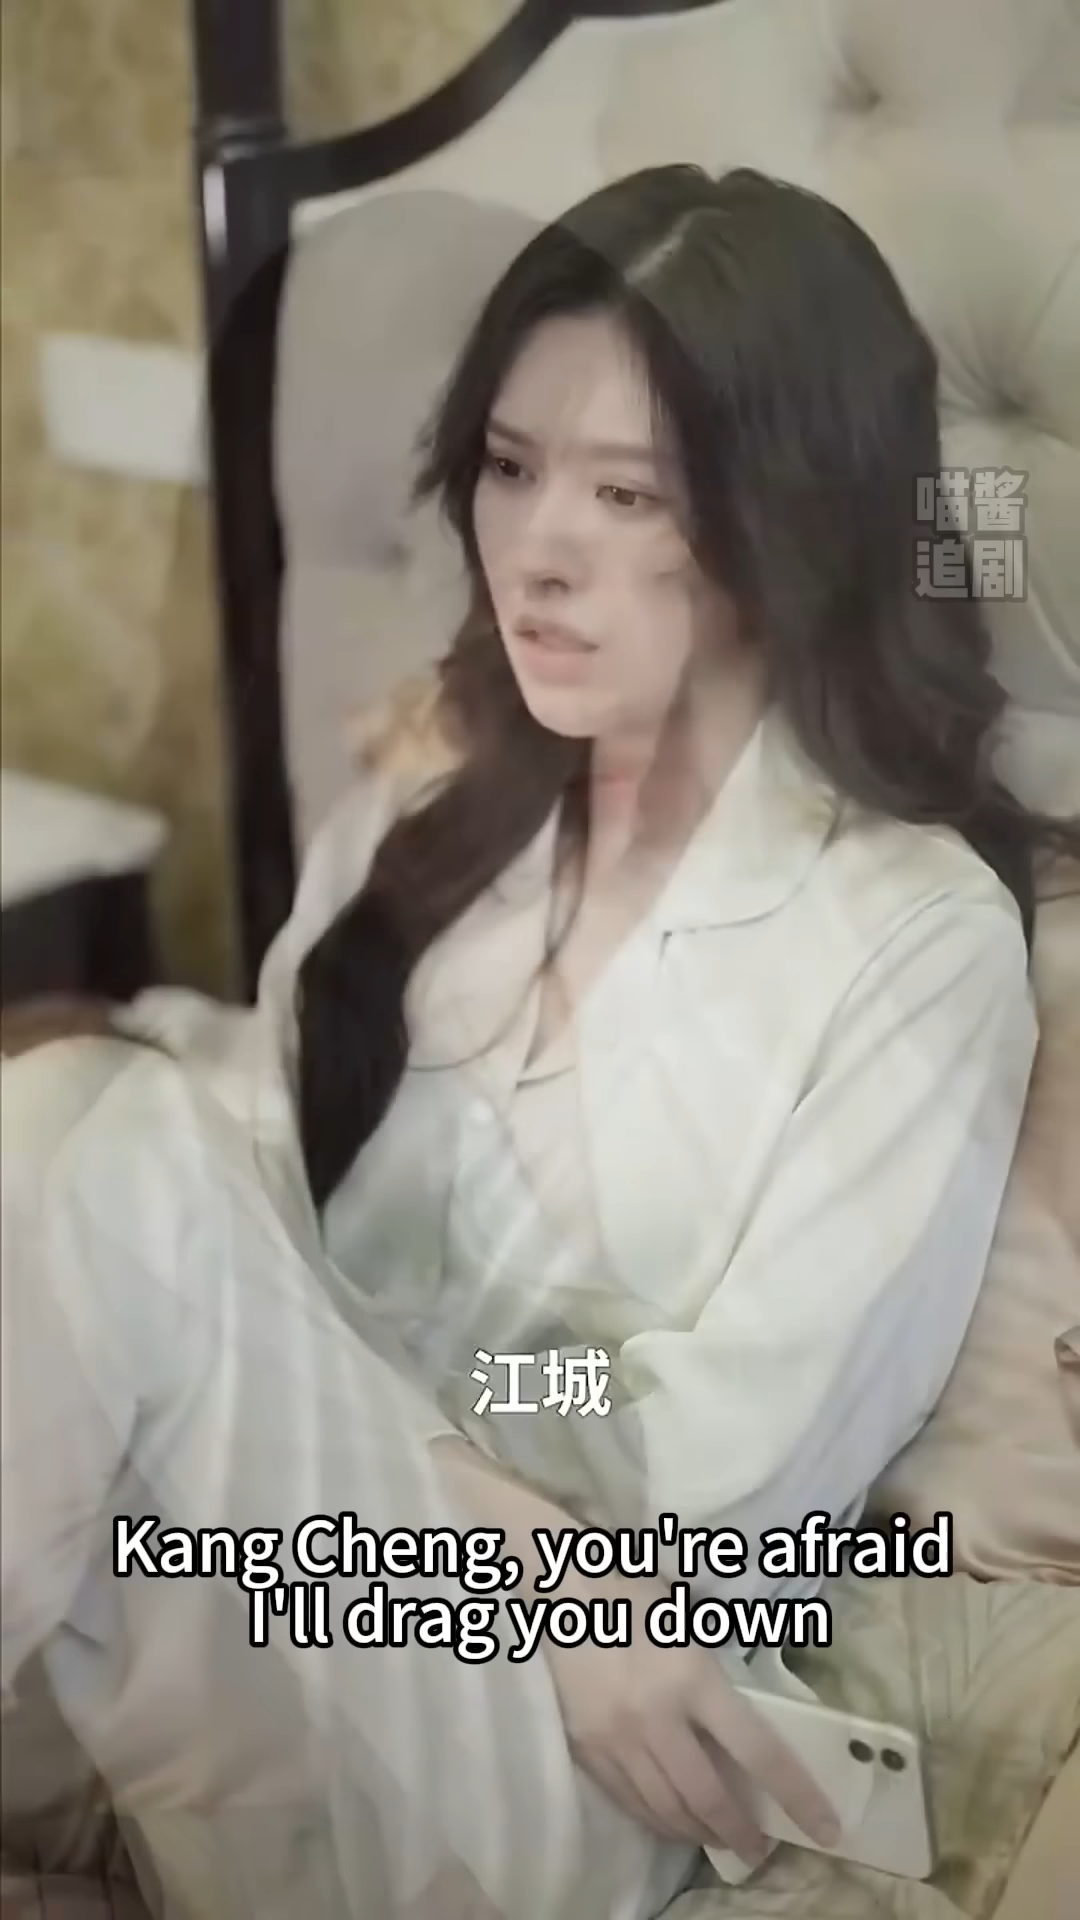 喵酱
追剧
江城
Kang Cheng, you're afraid
I'll drag you down